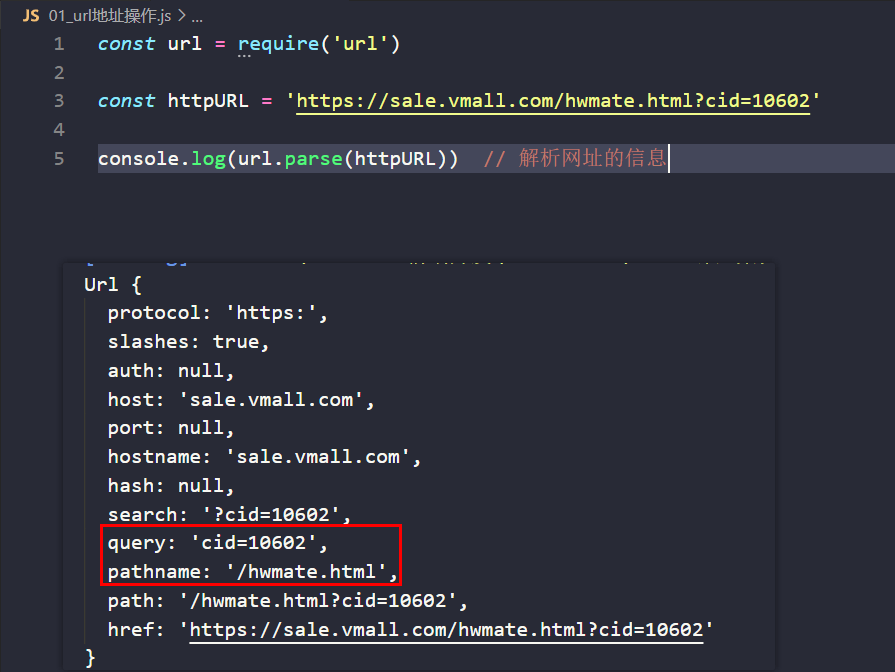 JS 01_url地址操作.js > ...
1 const url = require('url')
2
3 const httpURL = 'https://sale.vmall.com/hwmate.html?cid=10602'
4
5 console.log(url.parse(httpURL)) // 解析网址的信息
Url {
protocol: 'https:',
slashes: true,
auth: null,
host: 'sale.vmall.com',
port: null,
hostname: 'sale.vmall.com',
hash: null,
search: '?cid=10602',
query: 'cid=10602',
pathname: '/hwmate.html',
path: '/hwmate.html?cid=10602',
href: 'https://sale.vmall.com/hwmate.html?cid=10602'
}